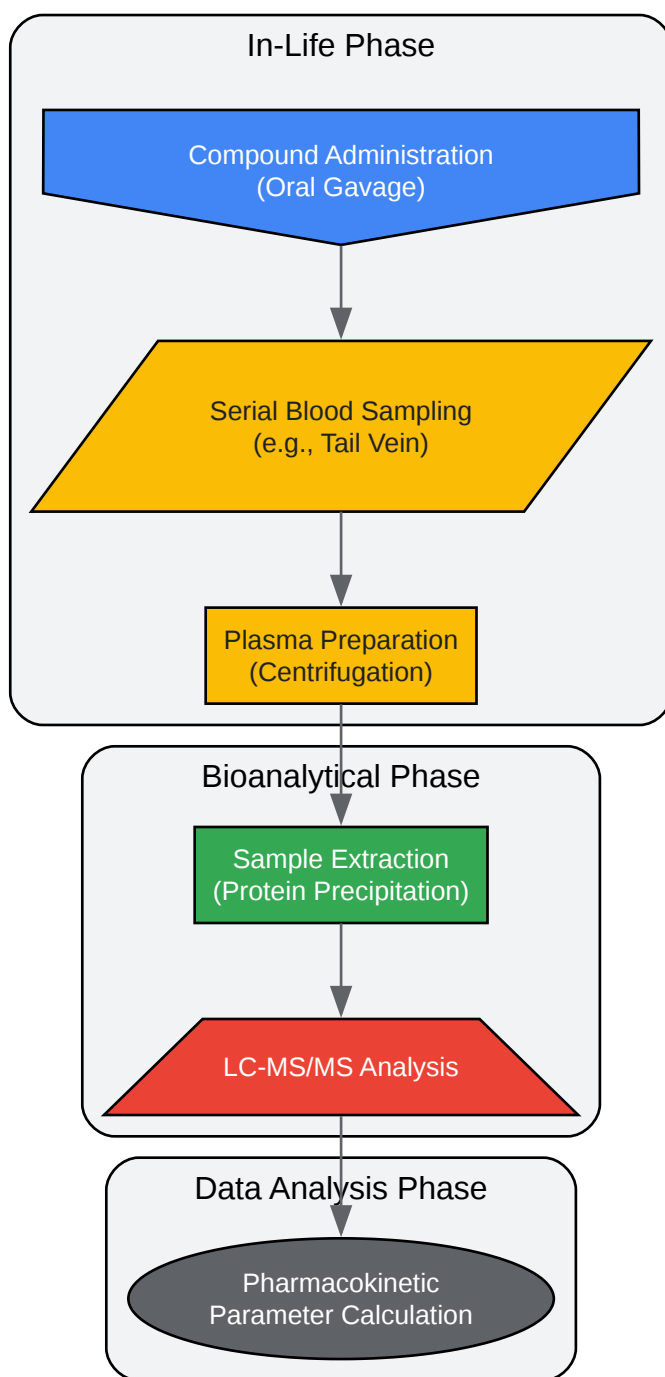 In-Life Phase
Compound Administration
(Oral Gavage)
Serial Blood Sampling
(e.g., Tail Vein)
Plasma Preparation
(Centrifugation)
Bioanalytical Phase
Sample Extraction
(Protein Precipitation)
LC-MS/MS Analysis
Data Analysis Phase
Pharmacokinetic
Parameter Calculation